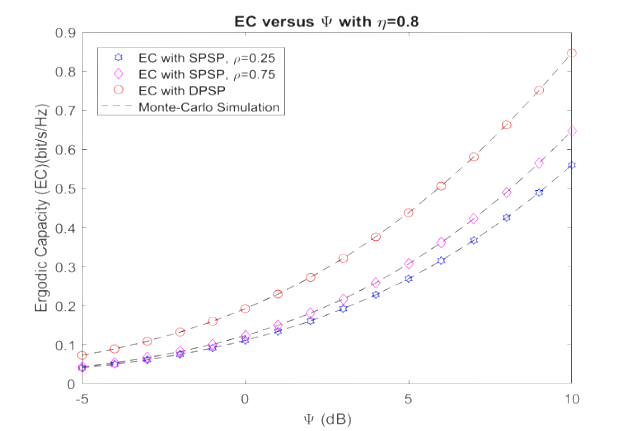 EC versus Ψ with η=0.8
EC with SPSP, ρ=0.25
EC with SPSP, ρ=0.75
EC with DPSP
Monte-Carlo Simulation
Ergodic Capacity (EC)(bit/s/Hz)
0.9
0.8
0.7
0.6
0.5
0.4
0.3
0.2
0.1
0
-5
0
5
10
Ψ (dB)